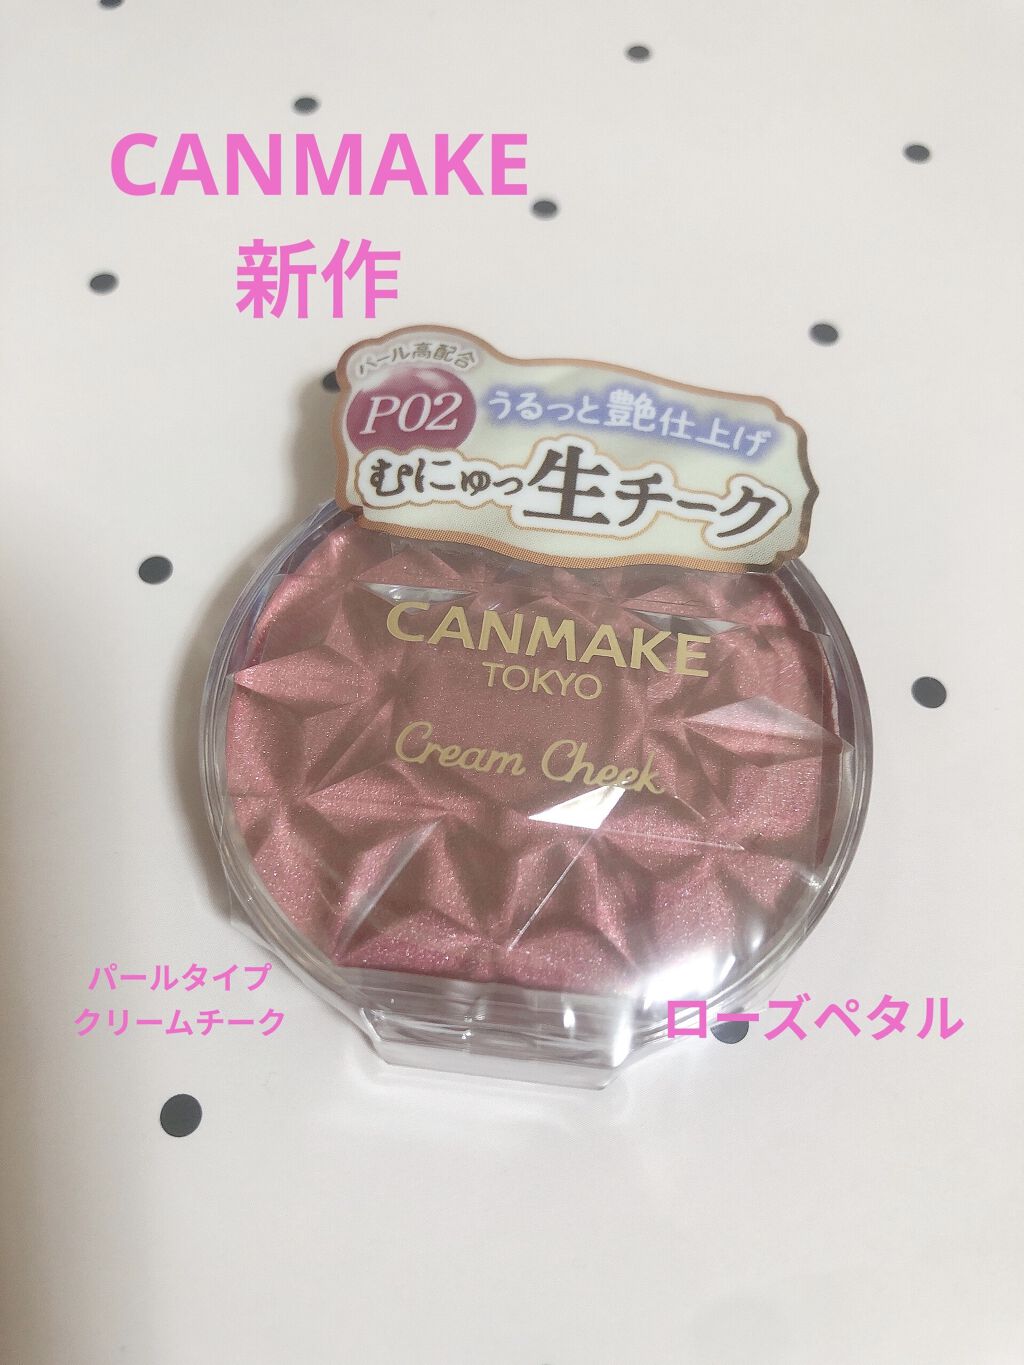 CANMAKE
新作
パール高配合
P02
うるっと艶仕上げ
むにゅっ生チーク
CANMAKE
TOKYO
Cream Cheek
パールタイプ
クリームチーク
ローズペタル